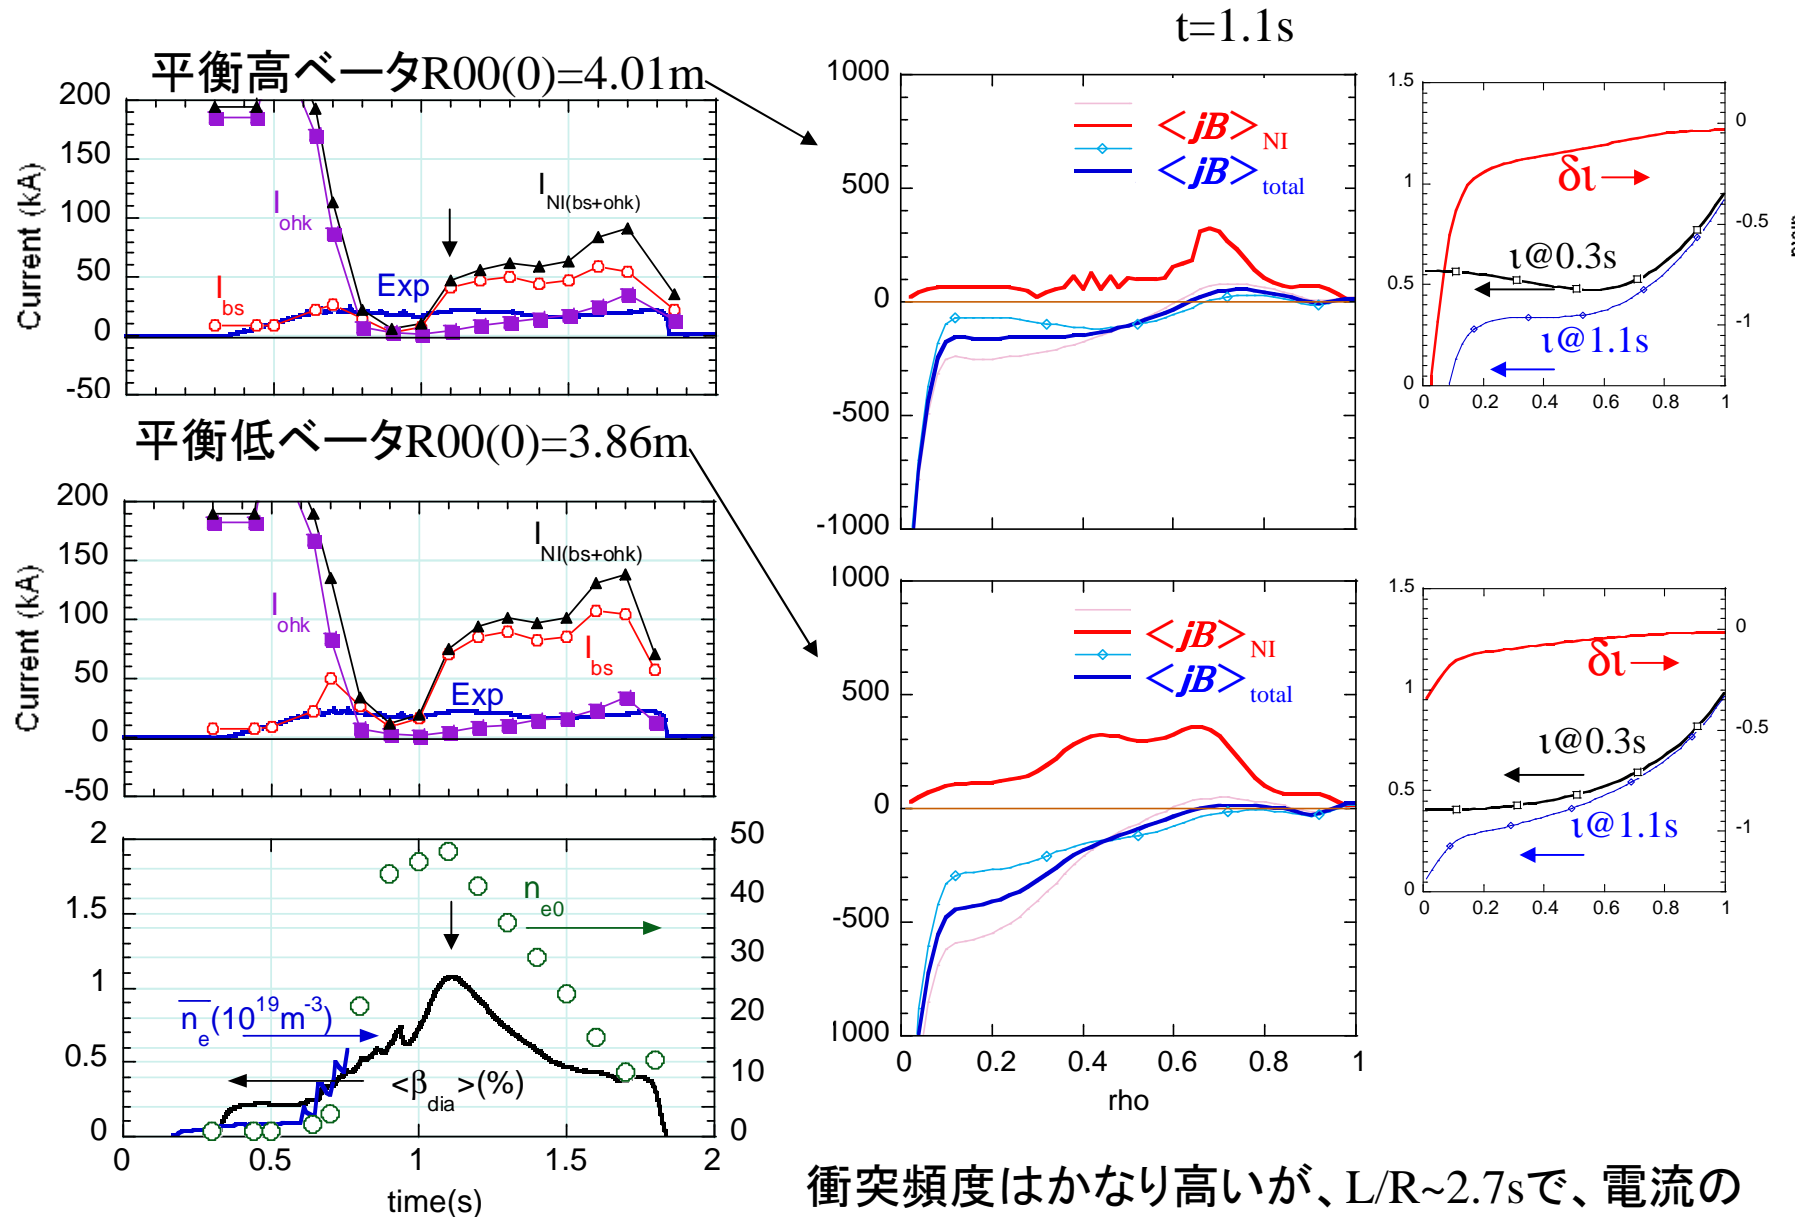 t=1.1s
平衡高ベータR00(0)=4.01m
200
150
100
50
0
-50
Current (kA)
I_ohk
I_NI(bs+ohk)
I_bs
Exp
平衡低ベータR00(0)=3.86m
200
150
100
50
0
-50
Current (kA)
I_NI(bs+ohk)
I_ohk
I_bs
Exp
2
1.5
1
0.5
0
50
40
30
20
10
0
n_e0
n_e(10^19m^-3)
<β_dia>(%)
0 0.5 1 1.5 2
time(s)
1000
500
0
-500
-1000
<jB>_NI
<jB>_total
1.5
1
0.5
0
0
-0.5
-1
δι
ι@0.3s
ι@1.1s
0 0.2 0.4 0.6 0.8 1
1000
500
0
-500
1000
<jB>_NI
<jB>_total
0 0.2 0.4 0.6 0.8 1
rho
1.5
1
0.5
0
0
-0.5
-1
δι
ι@0.3s
ι@1.1s
0 0.2 0.4 0.6 0.8 1
衝突頻度はかなり高いが、L/R~2.7sで、電流の